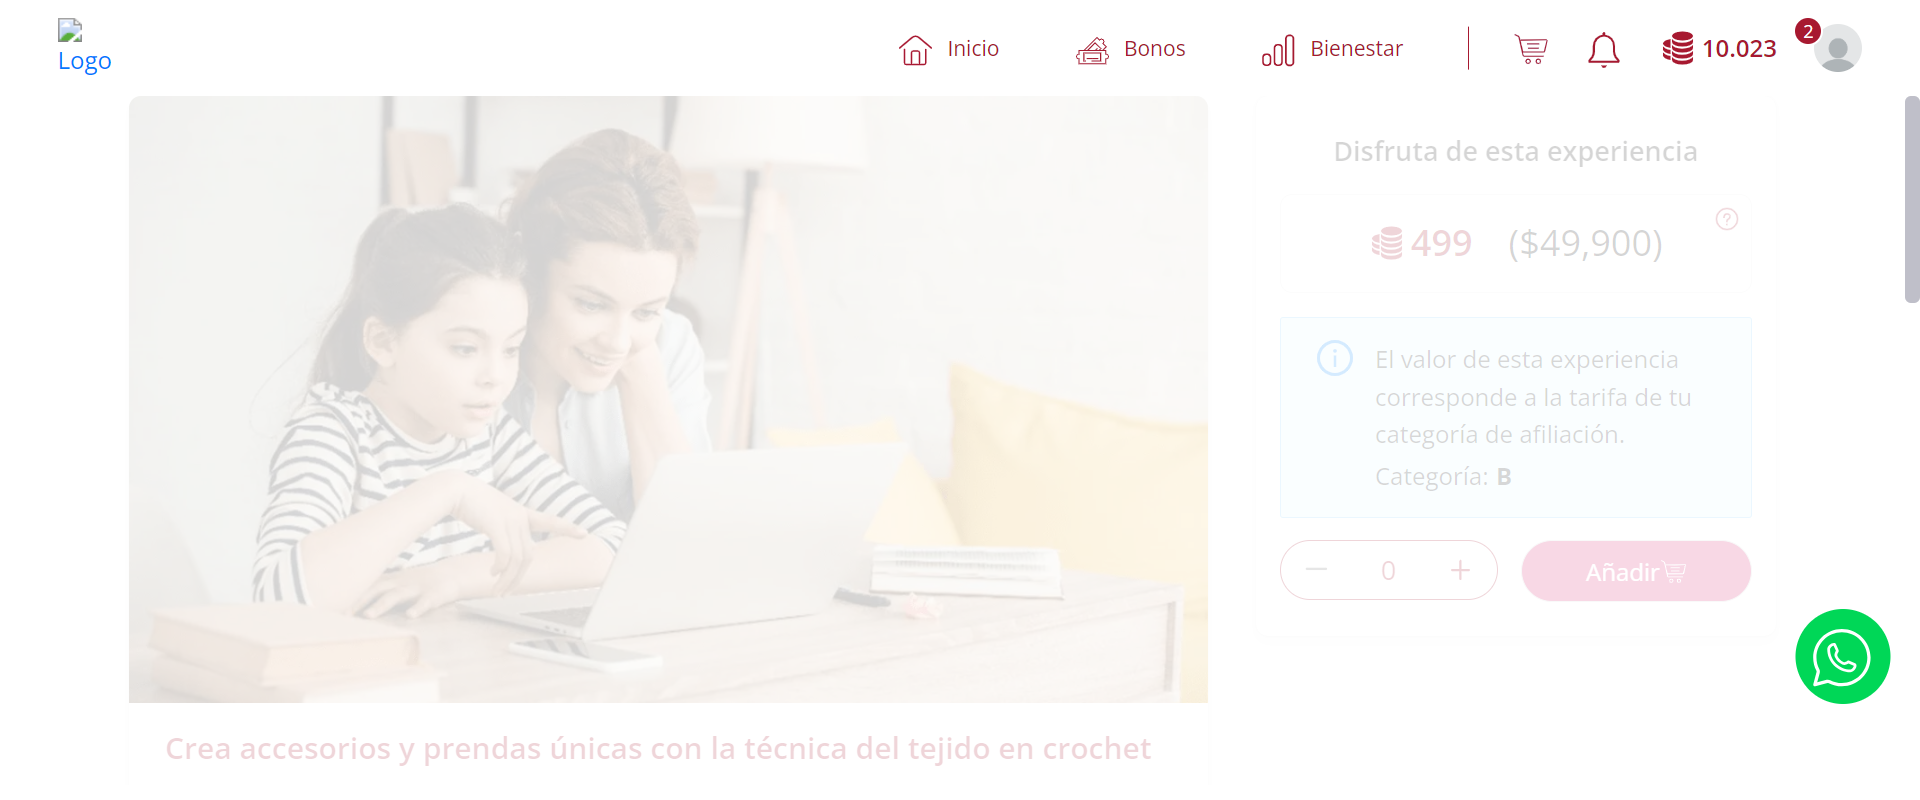 Logo
Inicio
Bonos
Bienestar
10.023
2
Disfruta de esta experiencia
499 ($49,900)
?
El valor de esta experiencia
corresponde a la tarifa de tu
categoría de afiliación.
Categoría: B
0
Añadir
Crea accesorios y prendas únicas con la técnica del tejido en crochet